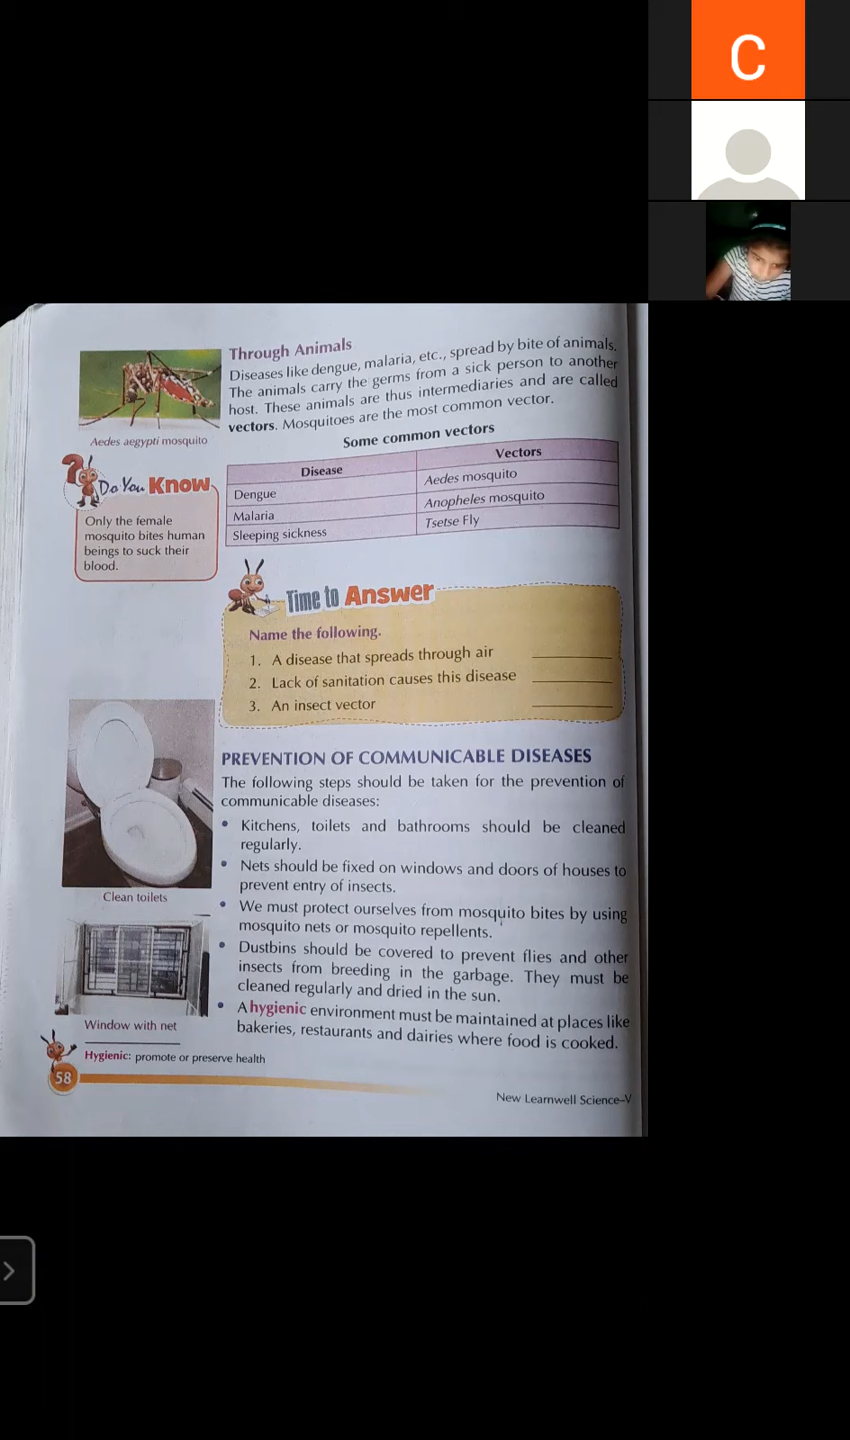 C
Through Animals
Diseases like dengue, malaria, etc., spread by bite of animals.
The animals carry the germs from a sick person to another
host. These animals are thus intermediaries and are called
vectors. Mosquitoes are the most common vector.
Aedes aegypti mosquito
Some common vectors
Disease Vectors
Dengue Aedes mosquito
Malaria Anopheles mosquito
Sleeping sickness Tsetse Fly
Do You Know
Only the female
mosquito bites human
beings to suck their
blood.
Time to Answer
Name the following.
1. A disease that spreads through air
2. Lack of sanitation causes this disease
3. An insect vector
PREVENTION OF COMMUNICABLE DISEASES
The following steps should be taken for the prevention of
communicable diseases:
• Kitchens, toilets and bathrooms should be cleaned
regularly.
• Nets should be fixed on windows and doors of houses to
prevent entry of insects.
• We must protect ourselves from mosquito bites by using
mosquito nets or mosquito repellents.
• Dustbins should be covered to prevent flies and other
insects from breeding in the garbage. They must be
cleaned regularly and dried in the sun.
• A hygienic environment must be maintained at places like
bakeries, restaurants and dairies where food is cooked.
Clean toilets
Window with net
Hygienic: promote or preserve health
58
New Learnwell Science–V